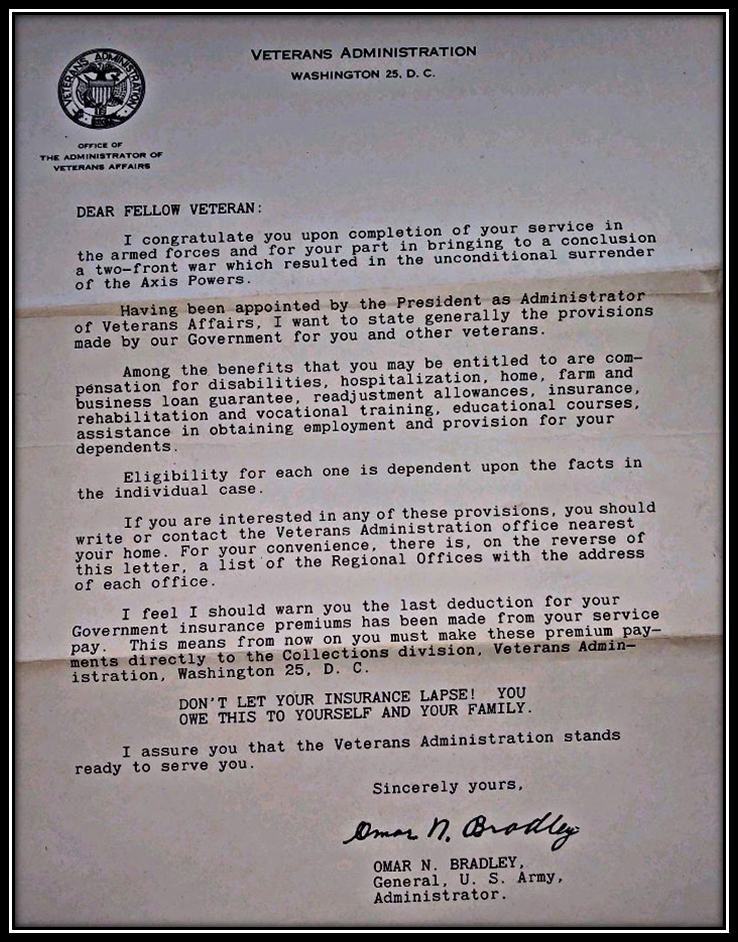 VETERANS ADMINISTRATION
WASHINGTON 25, D. C.
VETERANS ADMINISTRATION
OFFICE OF
THE ADMINISTRATOR OF
VETERANS AFFAIRS
DEAR FELLOW VETERAN:
I congratulate you upon completion of your service in
the armed forces and for your part in bringing to a conclusion
a two-front war which resulted in the unconditional surrender
of the Axis Powers.
Having been appointed by the President as Administrator
of Veterans Affairs, I want to state generally the provisions
made by our Government for you and other veterans.
Among the benefits that you may be entitled to are com-
pensation for disabilities, hospitalization, home, farm and
business loan guarantee, readjustment allowances, insurance,
rehabilitation and vocational training, educational courses,
assistance in obtaining employment and provision for your
dependents.
Eligibility for each one is dependent upon the facts in
the individual case.
If you are interested in any of these provisions, you should
write or contact the Veterans Administration office nearest
your home. For your convenience, there is, on the reverse of
this letter, a list of the Regional Offices with the address
of each office.
I feel I should warn you the last deduction for your
Government insurance premiums has been made from your service
pay. This means from now on you must make these premium pay-
ments directly to the Collections division, Veterans Admin-
istration, Washington 25, D. C.
DON'T LET YOUR INSURANCE LAPSE! YOU
OWE THIS TO YOURSELF AND YOUR FAMILY.
I assure you that the Veterans Administration stands
ready to serve you.
Sincerely yours,
Omar N. Bradley
OMAR N. BRADLEY,
General, U. S. Army,
Administrator.